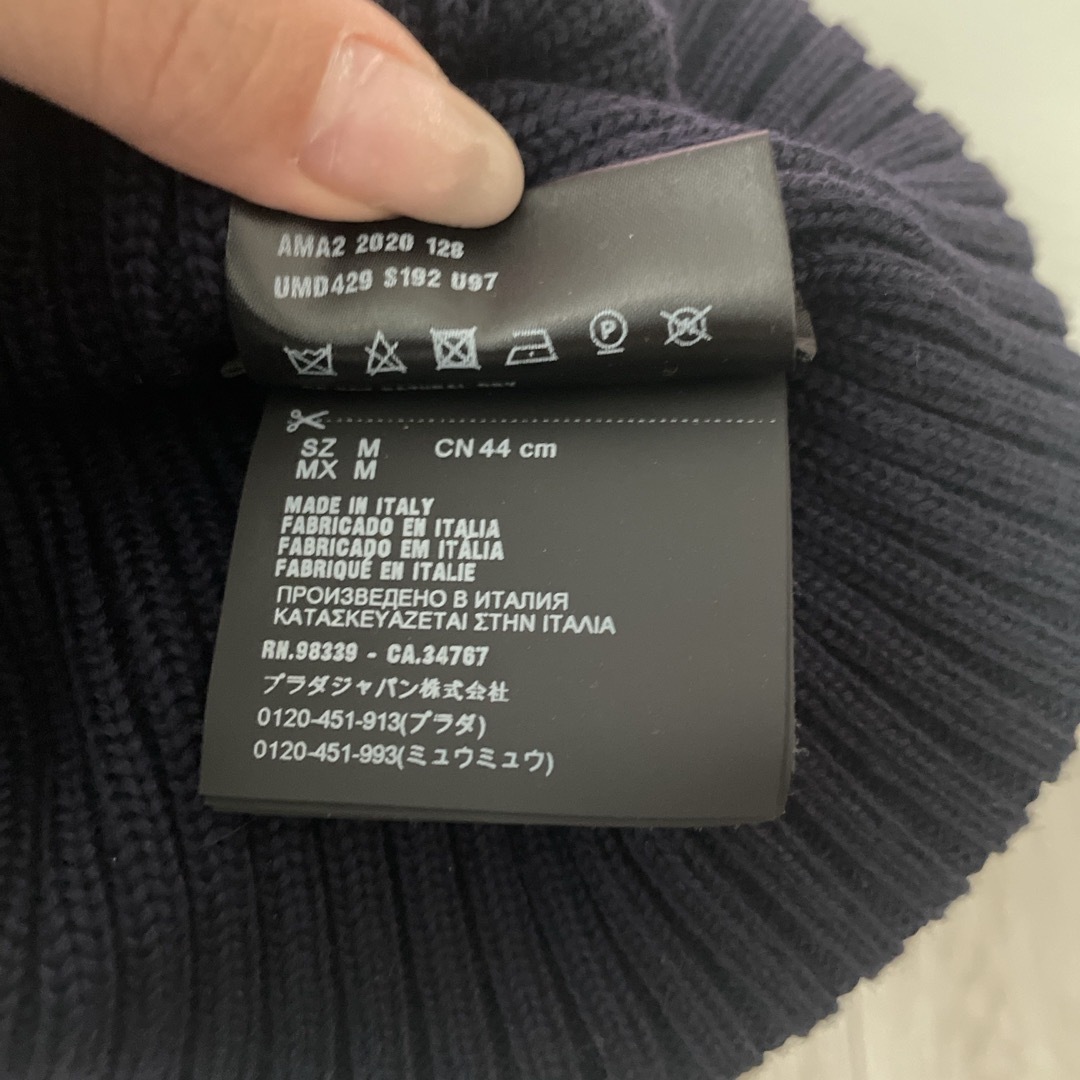 AMA2 2020 128
UMD429 S192 U97
P
SZ M CN 44 cm
MX M
MADE IN ITALY
FABRICADO EN ITALIA
FABRICADO EM ITÁLIA
FABRIQUÉ EN ITALIE
ПРОИЗВЕДЕНО В ИТАЛИЯ
ΚΑΤΑΣΚΕΥΑΖΕΤΑΙ ΣΤΗΝ ΙΤΑΛΙΑ
RN.98339 - CA.34767
プラダジャパン株式会社
0120-451-913(プラダ)
0120-451-993(ミュウミュウ)